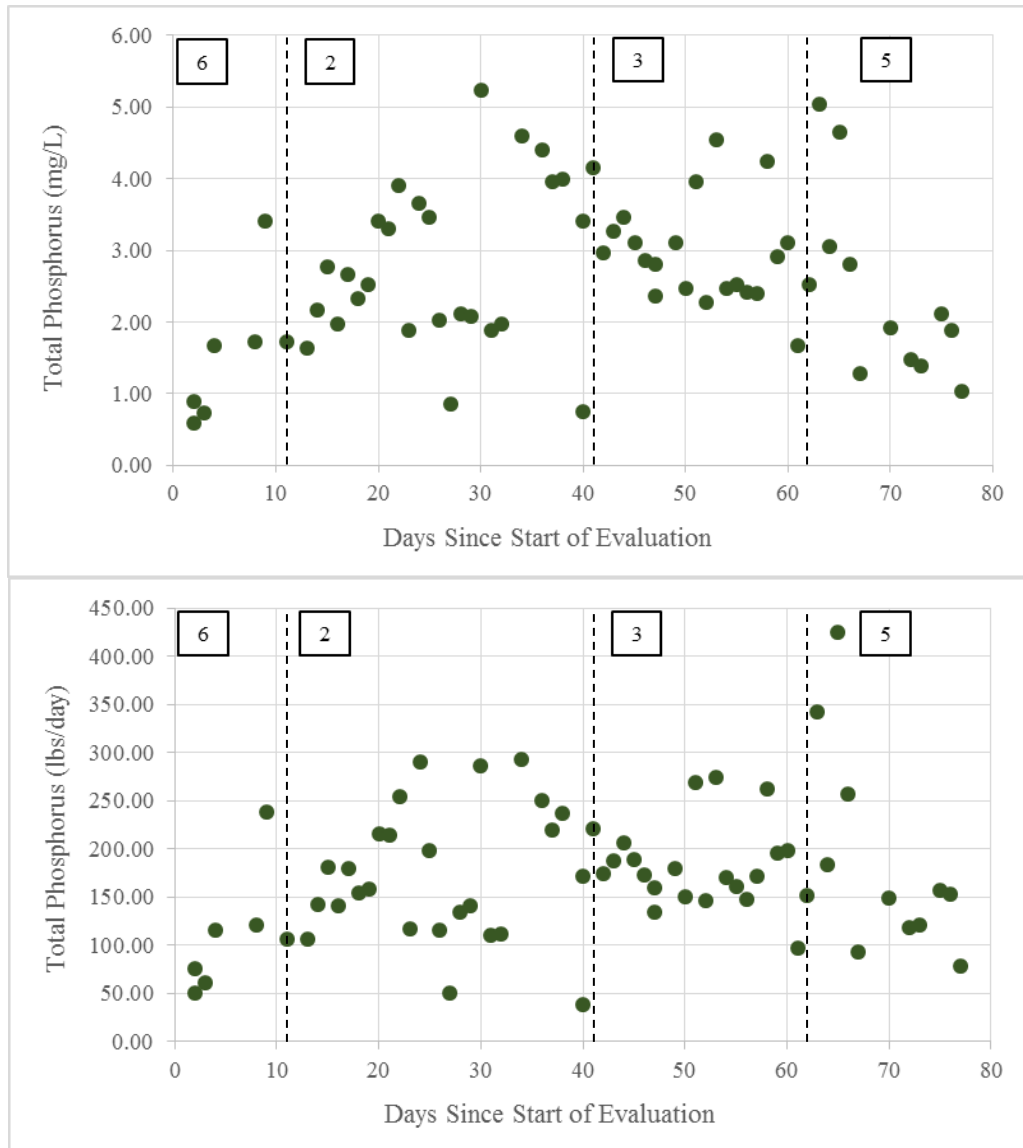 6.00
5.00
4.00
3.00
2.00
1.00
0.00
Total Phosphorus (mg/L)
6 2 3 5
0 10 20 30 40 50 60 70 80
Days Since Start of Evaluation
450.00
400.00
350.00
300.00
250.00
200.00
150.00
100.00
50.00
0.00
Total Phosphorus (lbs/day)
6 2 3 5
0 10 20 30 40 50 60 70 80
Days Since Start of Evaluation